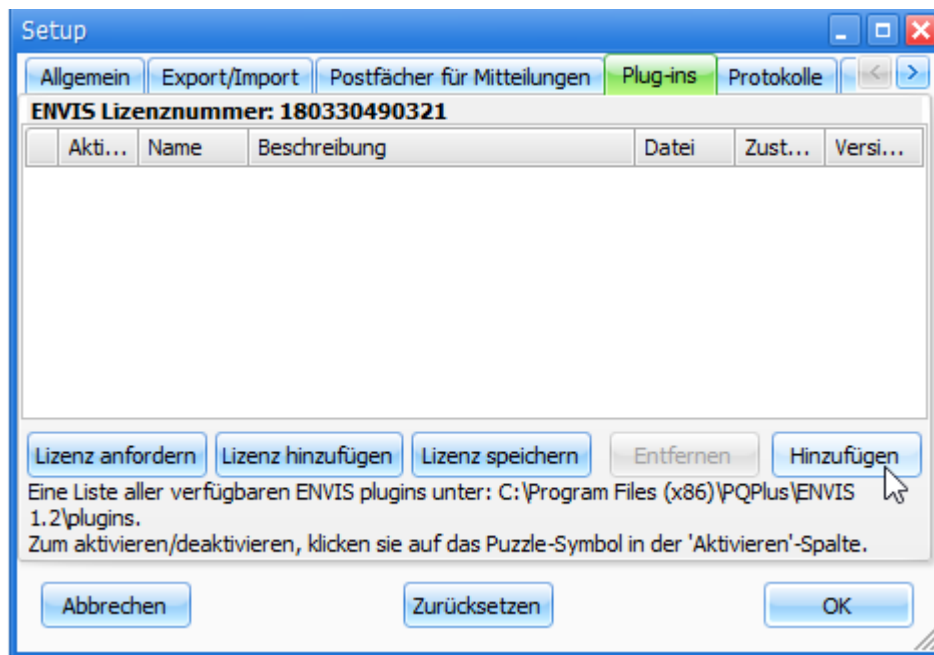 Setup
Allgemein Export/Import Postfächer für Mitteilungen Plug-ins Protokolle
ENVIS Lizenznummer: 180330490321
Akti... Name Beschreibung Datei Zust... Versi...
Lizenz anfordern Lizenz hinzufügen Lizenz speichern Entfernen Hinzufügen
Eine Liste aller verfügbaren ENVIS plugins unter: C:\Program Files (x86)\PQPlus\ENVIS
1.2\plugins.
Zum aktivieren/deaktivieren, klicken sie auf das Puzzle-Symbol in der 'Aktivieren'-Spalte.
Abbrechen Zurücksetzen OK